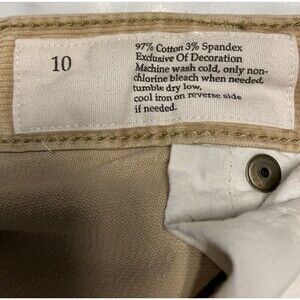 10
97% Cotton 3% Spandex
Exclusive Of Decoration
Machine wash cold, only non-
chlorine bleach when needed,
tumble dry low,
cool iron on reverse side
if needed.